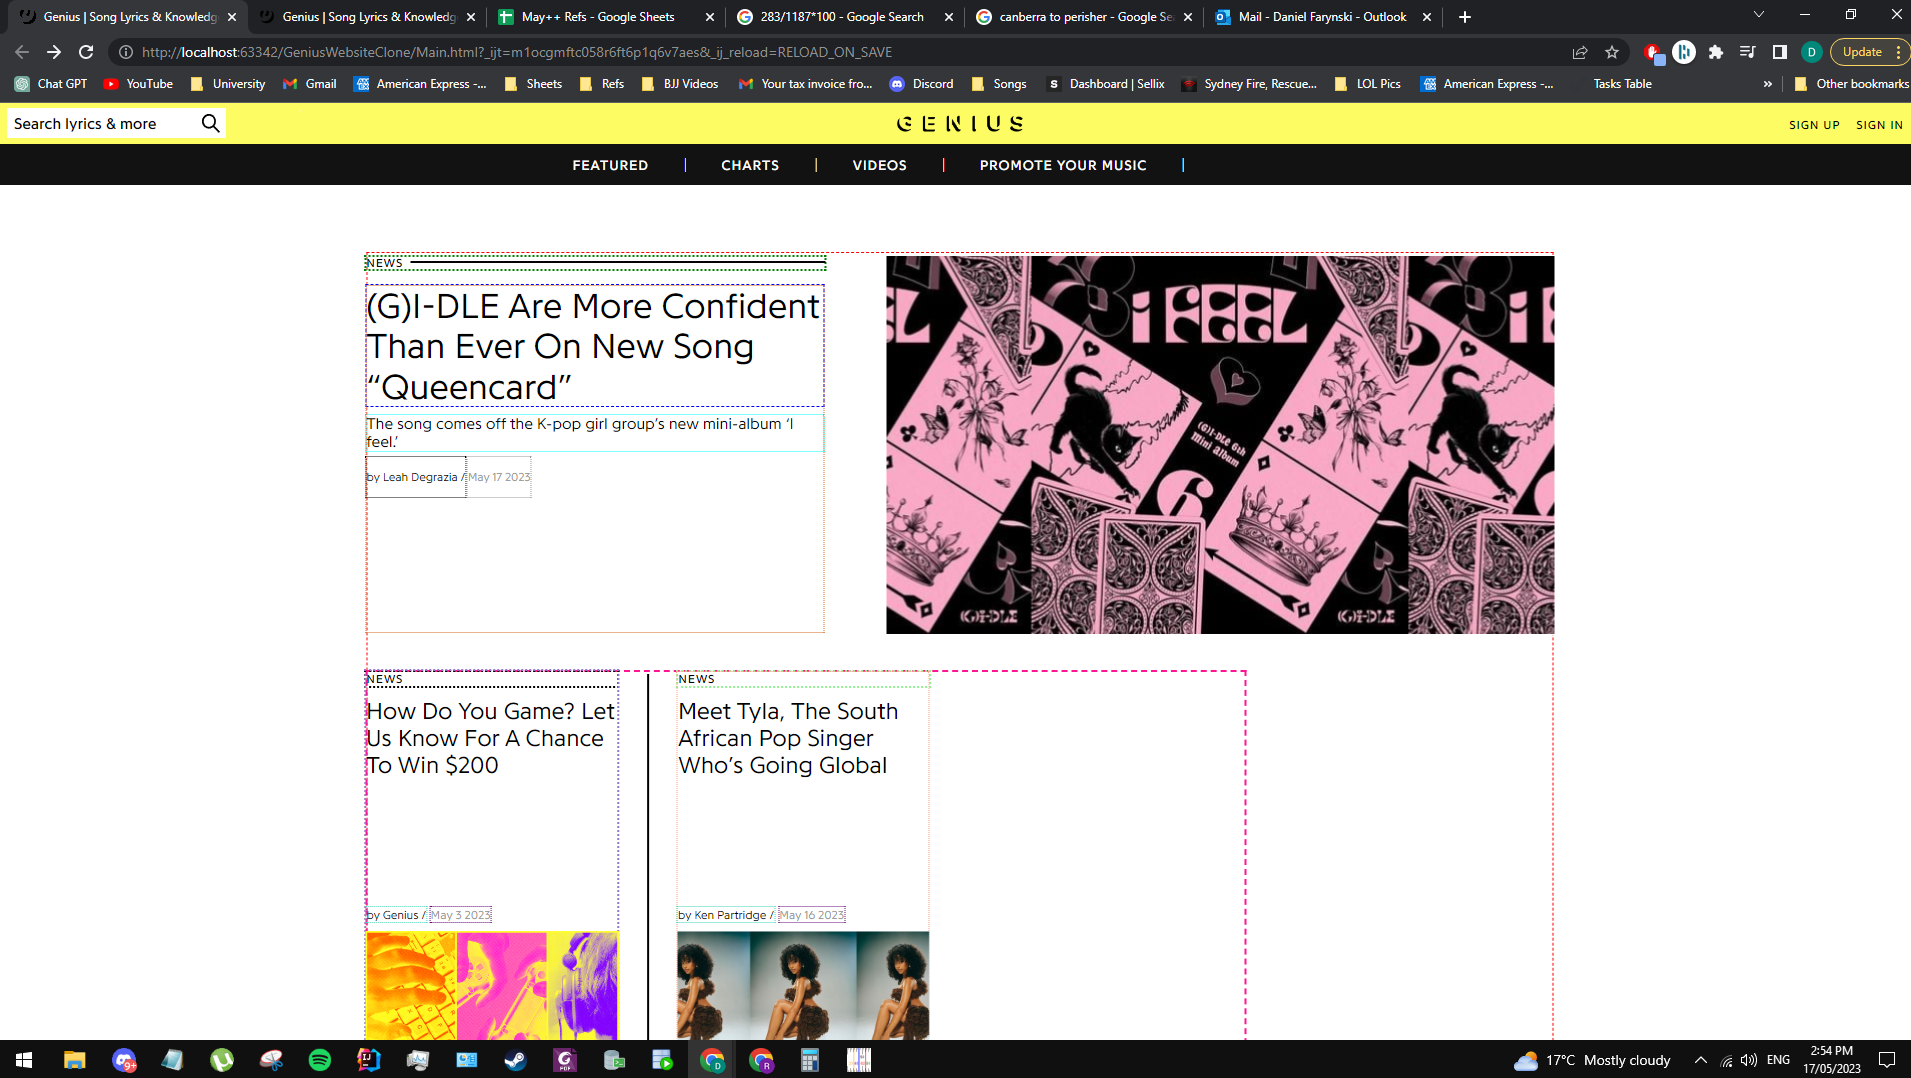 Genius | Song Lyrics & Knowledg
Genius | Song Lyrics & Knowledg
May++ Refs - Google Sheets
283/1187*100 - Google Search
canberra to perisher - Google Se
Mail - Daniel Farynski - Outlook
http://localhost:63342/GeniusWebsiteClone/Main.html?_ijt=m1ocgmftc058r6ft6p1q6v7aes&_ij_reload=RELOAD_ON_SAVE
D
Update
Chat GPT
YouTube
University
Gmail
American Express -...
Sheets
Refs
BJJ Videos
Your tax invoice fro...
Discord
Songs
S
Dashboard | Sellix
Sydney Fire, Rescue...
LOL Pics
American Express -...
Tasks Table
»
Other bookmarks
Search lyrics & more
GENIUS
SIGN UP
SIGN IN
FEATURED | CHARTS | VIDEOS | PROMOTE YOUR MUSIC |
NEWS
(G)I-DLE Are More Confident
Than Ever On New Song
“Queencard”
The song comes off the K-pop girl group’s new mini-album ‘I
feel.’
by Leah Degrazia / May 17 2023
EEL
i FEEL
i F
(G)I-DLE 6th
Mini Album
6
(G)I-DLE
(G)I-DLE
NEWS
How Do You Game? Let
Us Know For A Chance
To Win $200
by Genius / May 3 2023
NEWS
Meet Tyla, The South
African Pop Singer
Who’s Going Global
by Ken Partridge / May 16 2023
9+
IJ
PDF
D
R
17°C Mostly cloudy
ENG
2:54 PM
17/05/2023